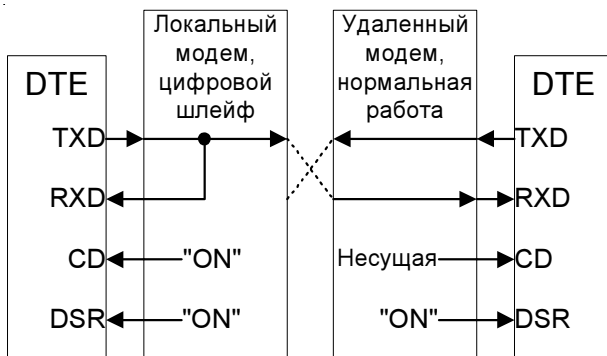 Локальный
модем,
цифровой
шлейф
Удаленный
модем,
нормальная
работа
DTE
DTE
TXD
TXD
RXD
RXD
CD
"ON"
Несущая
CD
DSR
"ON"
"ON"
DSR